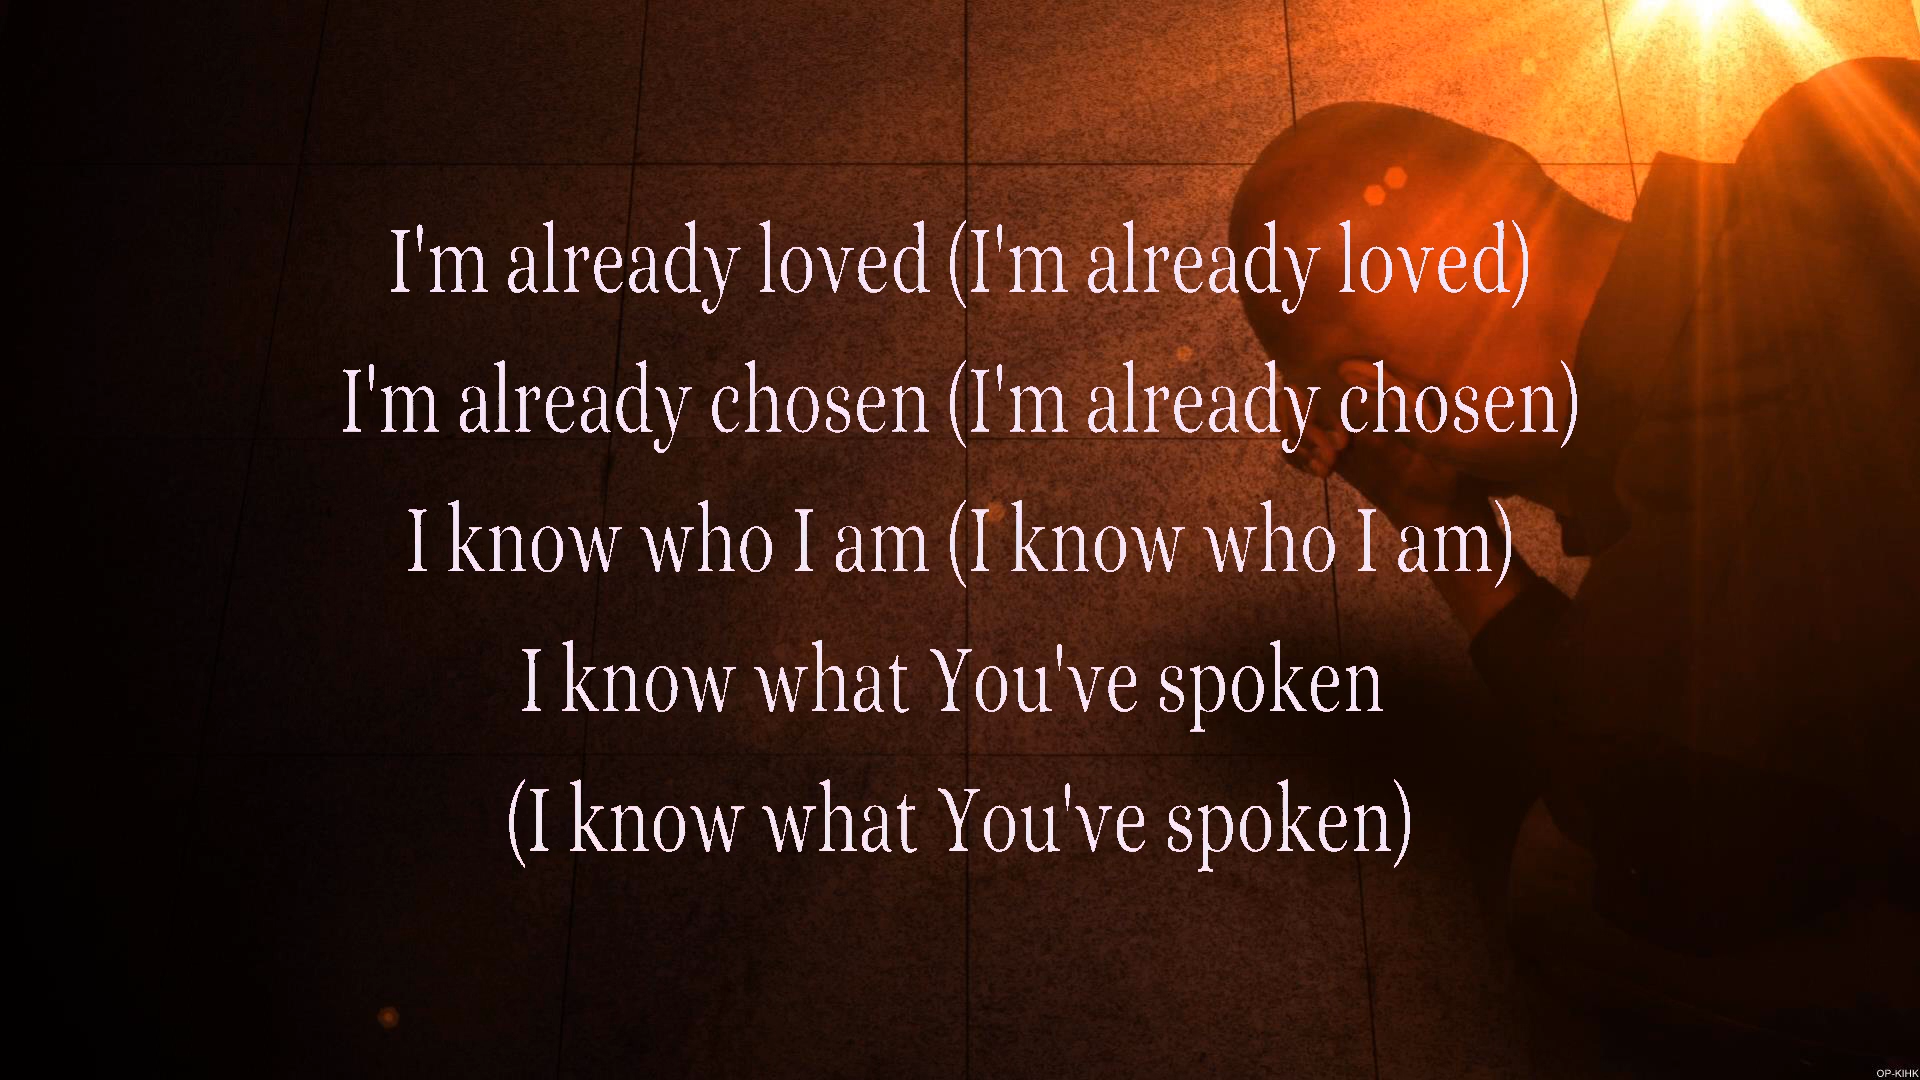 I'm already loved (I'm already loved)
I'm already chosen (I'm already chosen)
I know who I am (I know who I am)
I know what You've spoken
(I know what You've spoken)
OP-KIHK